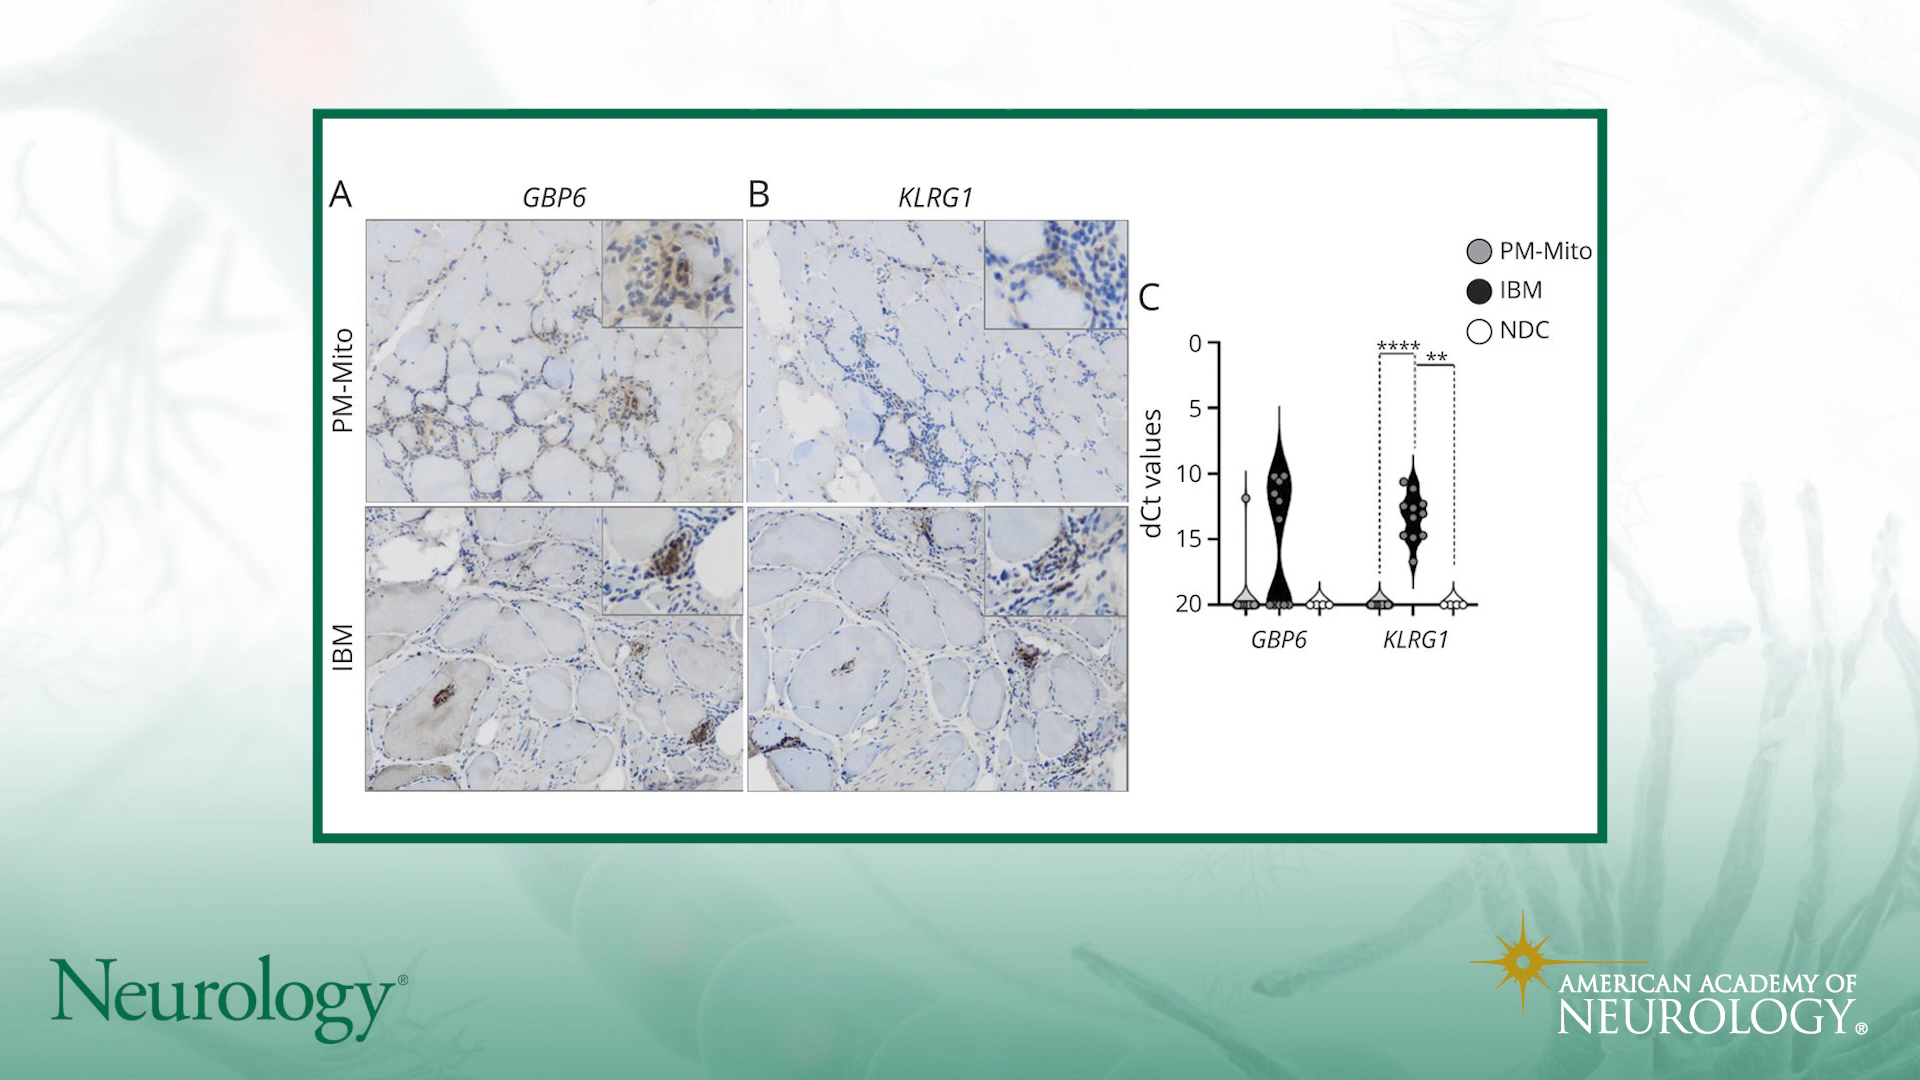 A
GBP6
B
KLRG1
PM-Mito
IBM
C
PM-Mito
IBM
NDC
dCt values
0
5
10
15
20
****
**
GBP6
KLRG1
Neurology®
AMERICAN ACADEMY OF
NEUROLOGY®